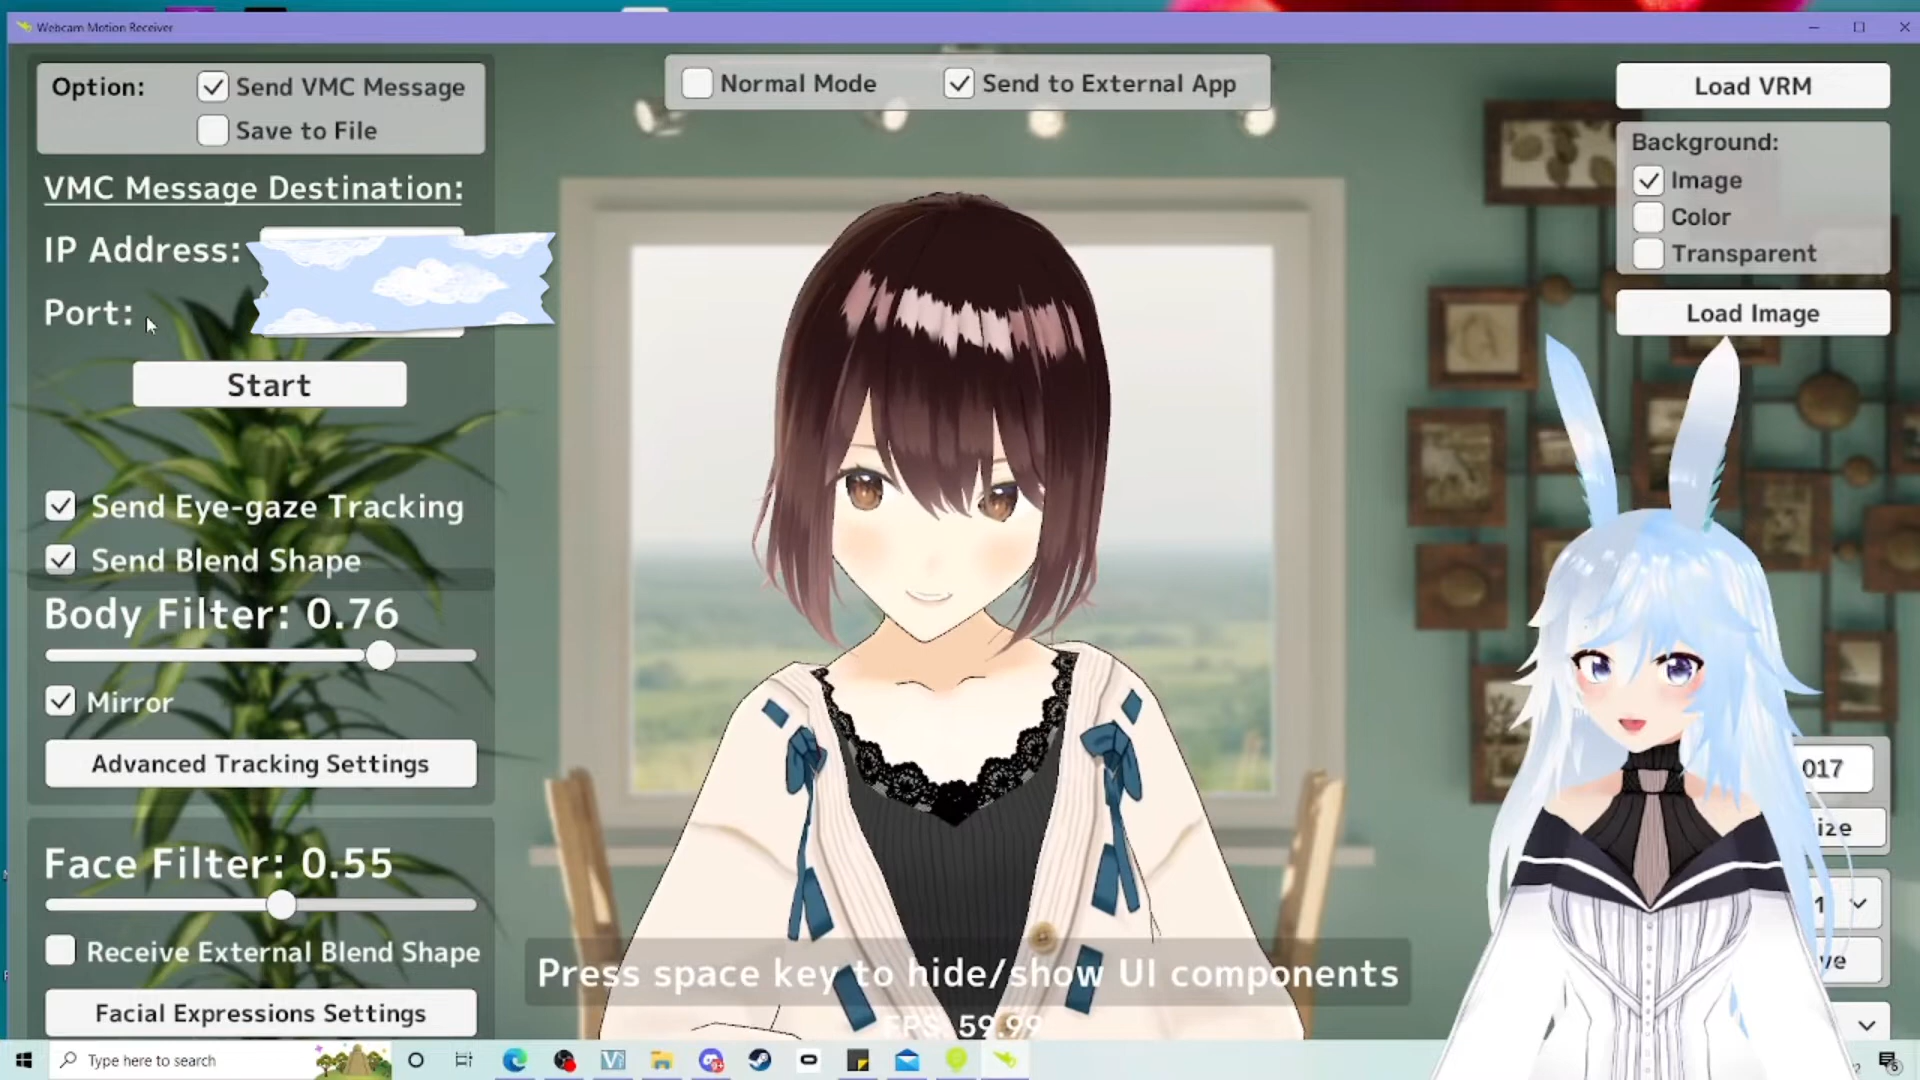 Webcam Motion Receiver
Option:
Send VMC Message
Save to File
Normal Mode
Send to External App
Load VRM
Background:
Image
Color
Transparent
Load Image
VMC Message Destination:
IP Address:
Port:
Start
Send Eye-gaze Tracking
Send Blend Shape
Body Filter: 0.76
Mirror
Advanced Tracking Settings
Face Filter: 0.55
Receive External Blend Shape
Facial Expressions Settings
017
ize
1
ve
Press space key to hide/show UI components
FPS: 59.99
Type here to search